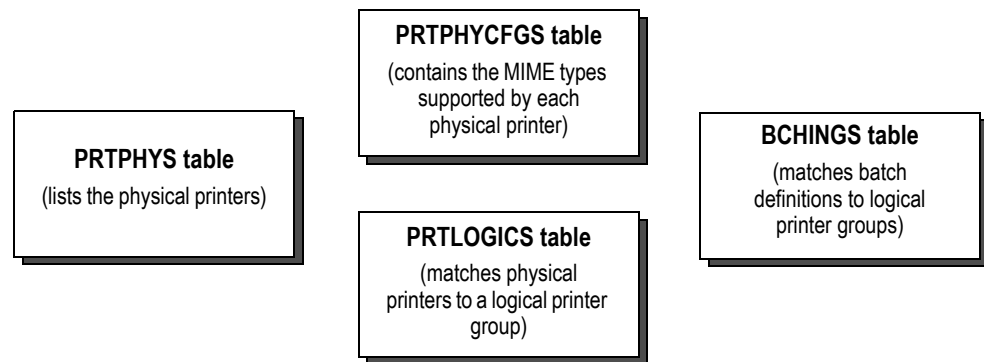 PRTPHYCFGS table
(contains the MIME types
supported by each
physical printer)
PRTPHYS table
(lists the physical printers)
BCHINGS table
(matches batch
definitions to logical
printer groups)
PRTLOGICS table
(matches physical
printers to a logical printer
group)